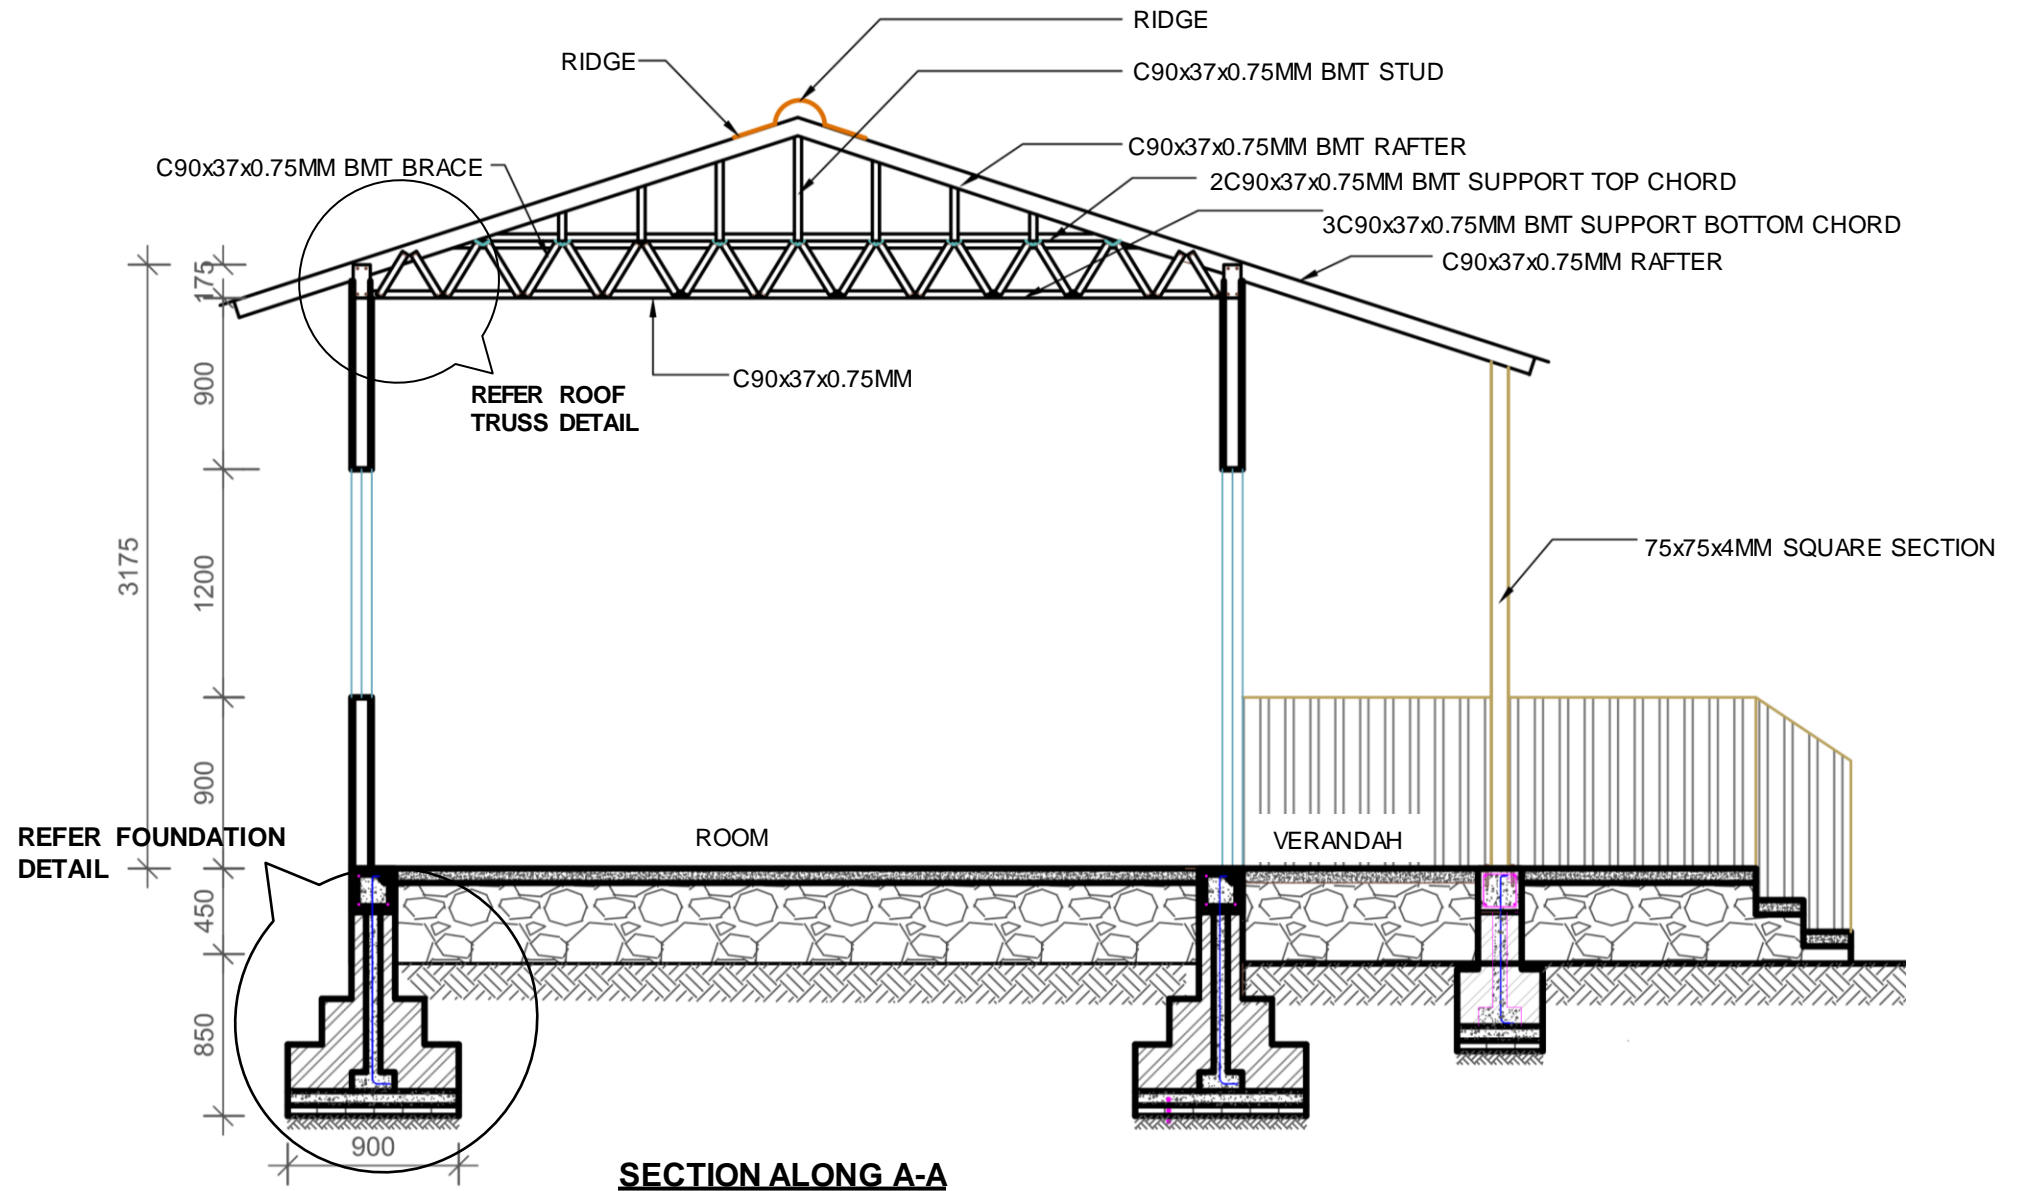 RIDGE
RIDGE
C90x37x0.75MM BMT STUD
C90x37x0.75MM BMT BRACE
C90x37x0.75MM BMT RAFTER
2C90x37x0.75MM BMT SUPPORT TOP CHORD
3C90x37x0.75MM BMT SUPPORT BOTTOM CHORD
C90x37x0.75MM RAFTER
175
900
C90x37x0.75MM
REFER ROOF
TRUSS DETAIL
3175
1200
75x75x4MM SQUARE SECTION
900
REFER FOUNDATION
DETAIL
ROOM
VERANDAH
450
850
900
SECTION ALONG A-A